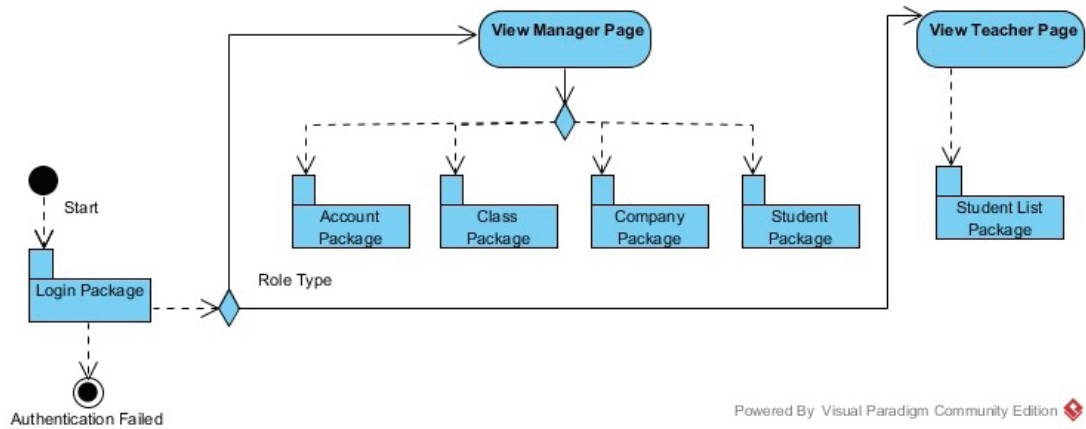 View Manager Page
View Teacher Page
Start
Account
Package
Class
Package
Company
Package
Student
Package
Student List
Package
Login Package
Role Type
Authentication Failed
Powered By Visual Paradigm Community Edition